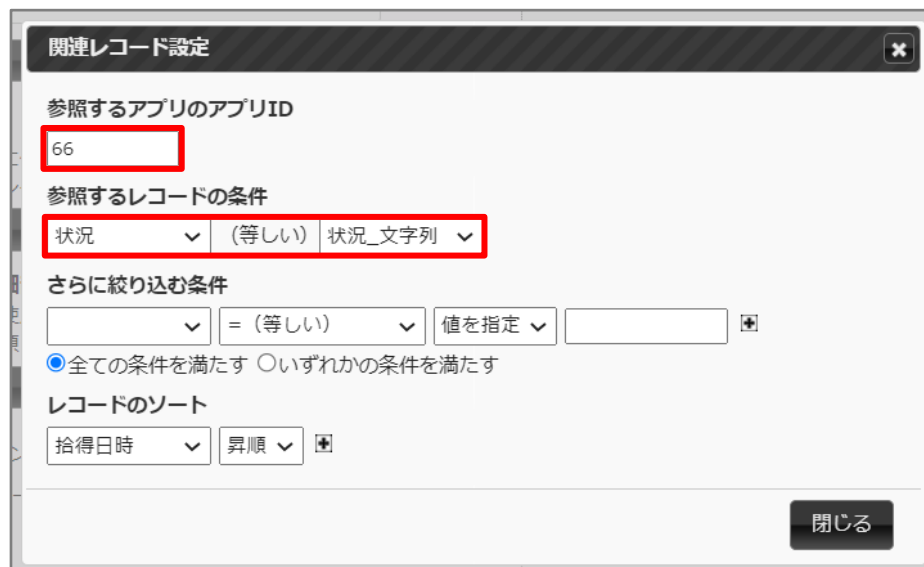 関連レコード設定
参照するアプリのアプリID
66
参照するレコードの条件
状況 （等しい） 状況_文字列
さらに絞り込む条件
=（等しい） 値を指定
全ての条件を満たす いずれかの条件を満たす
レコードのソート
拾得日時 昇順
閉じる